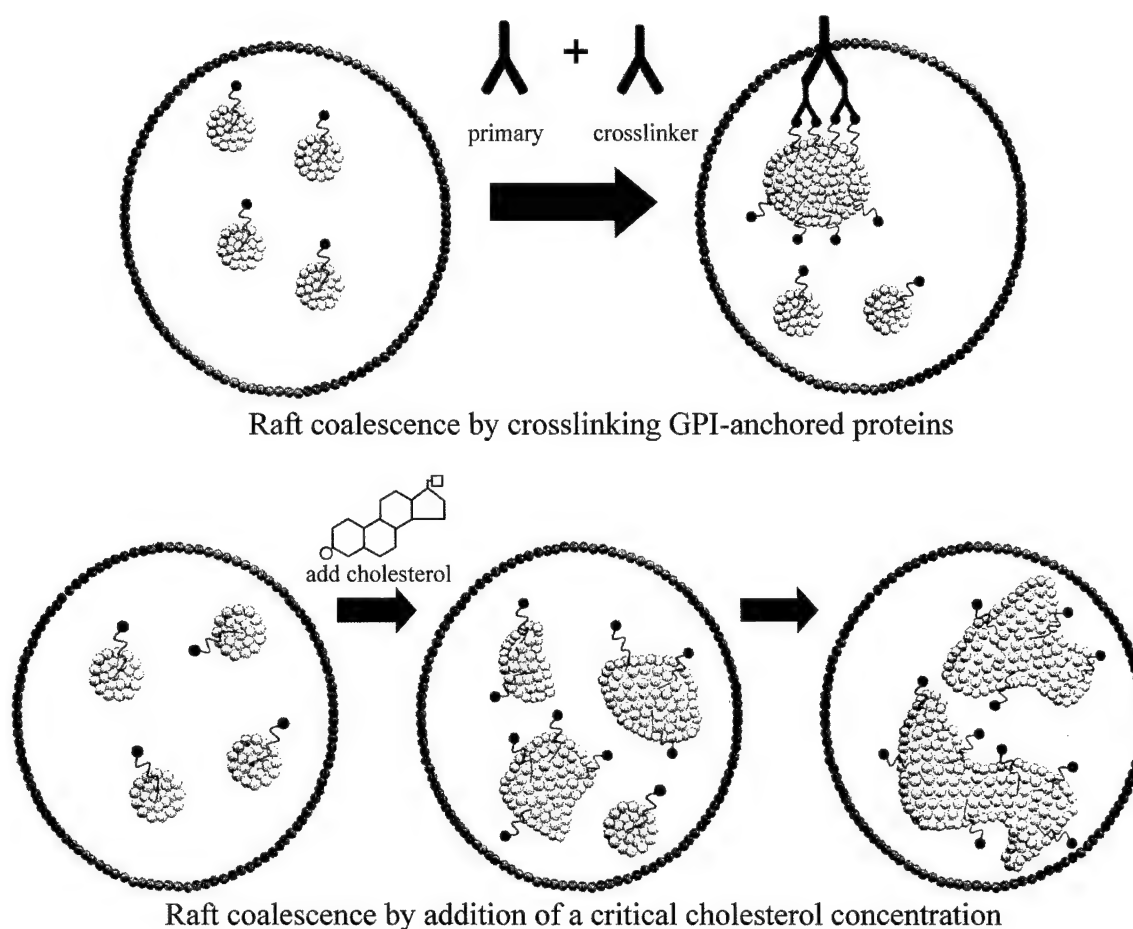 +
primary
crosslinker
Raft coalescence by crosslinking GPI-anchored proteins
add cholesterol
Raft coalescence by addition of a critical cholesterol concentration